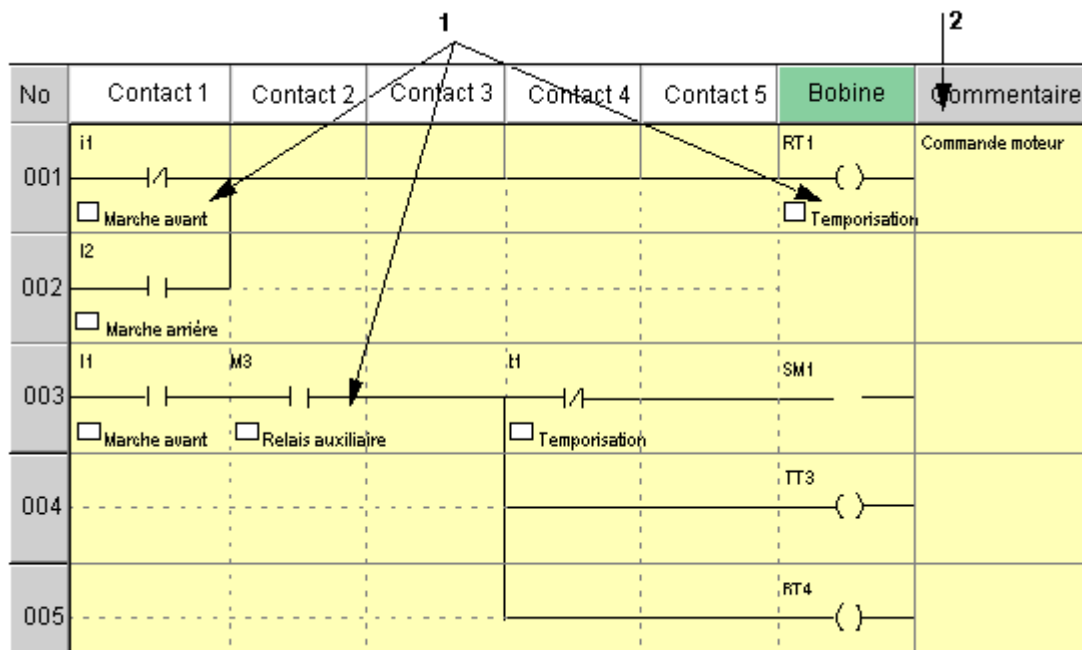 1
2
No Contact 1 Contact 2 Contact 3 Contact 4 Contact 5 Bobine Commentaire
i1 RT1 Commande moteur
001
Marche avant Temporisation
I2
002
Marche arrière
I1 M3 t1 SM1
003
Marche avant Relais auxiliaire Temporisation
TT3
004
RT4
005